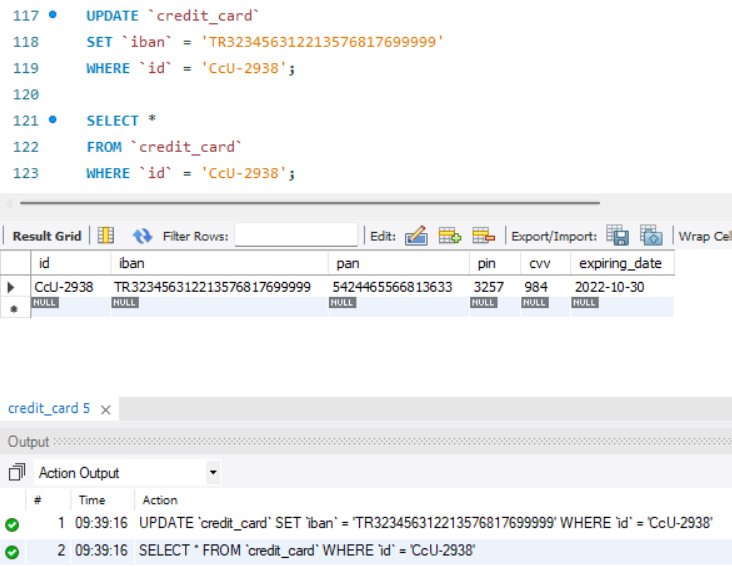 117 UPDATE `credit_card`
118 SET `iban` = 'TR323456312213576817699999'
119 WHERE `id` = 'CcU-2938';
120
121 SELECT *
122 FROM `credit_card`
123 WHERE `id` = 'CcU-2938';
Result Grid Filter Rows: Edit: Export/Import: Wrap Cel
id iban pan pin cvv expiring_date
CcU-2938 TR323456312213576817699999 5424465566813633 3257 984 2022-10-30
NULL NULL NULL NULL NULL NULL
credit_card 5
Output
Action Output
# Time Action
1 09:39:16 UPDATE `credit_card` SET `iban` = 'TR323456312213576817699999' WHERE `id` = 'CcU-2938'
2 09:39:16 SELECT * FROM `credit_card` WHERE `id` = 'CcU-2938'